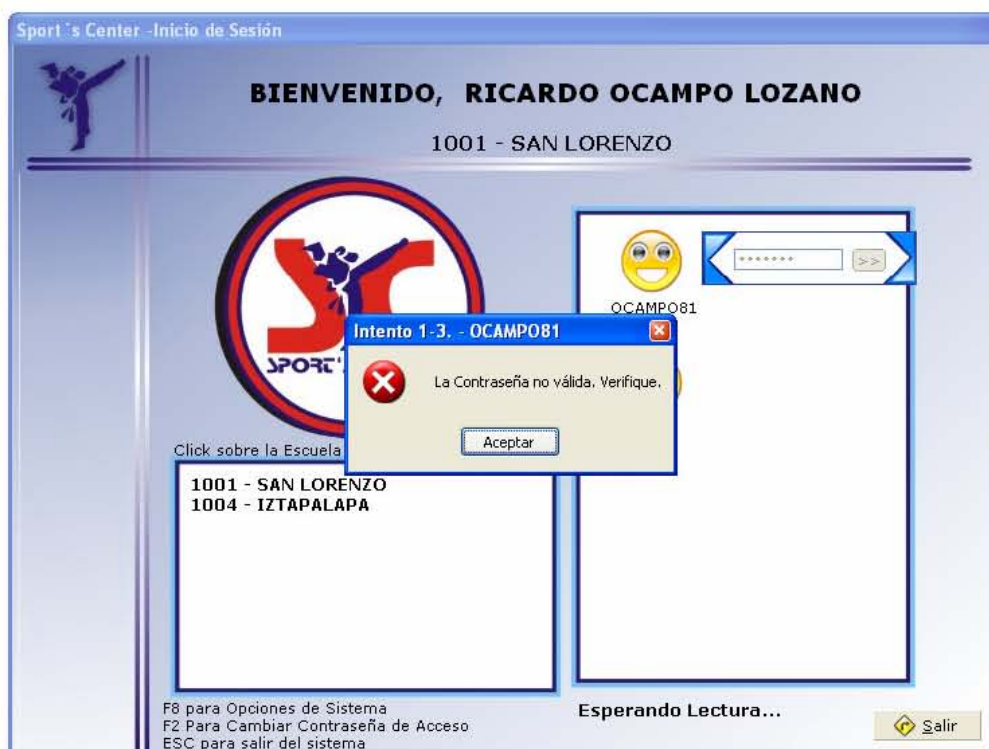 Sport´s Center -Inicio de Sesión
BIENVENIDO, RICARDO OCAMPO LOZANO
1001 - SAN LORENZO
SC
SPORT'
*******
>>
OCAMPO81
Intento 1-3. - OCAMPO81
La Contraseña no válida. Verifique.
Aceptar
Click sobre la Escuela
1001 - SAN LORENZO
1004 - IZTAPALAPA
F8 para Opciones de Sistema
F2 Para Cambiar Contraseña de Acceso
ESC para salir del sistema
Esperando Lectura...
Salir